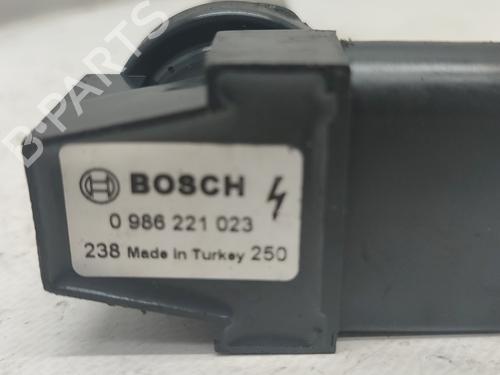 B-PARTS
BOSCH
0 986 221 023
238 Made in Turkey 250